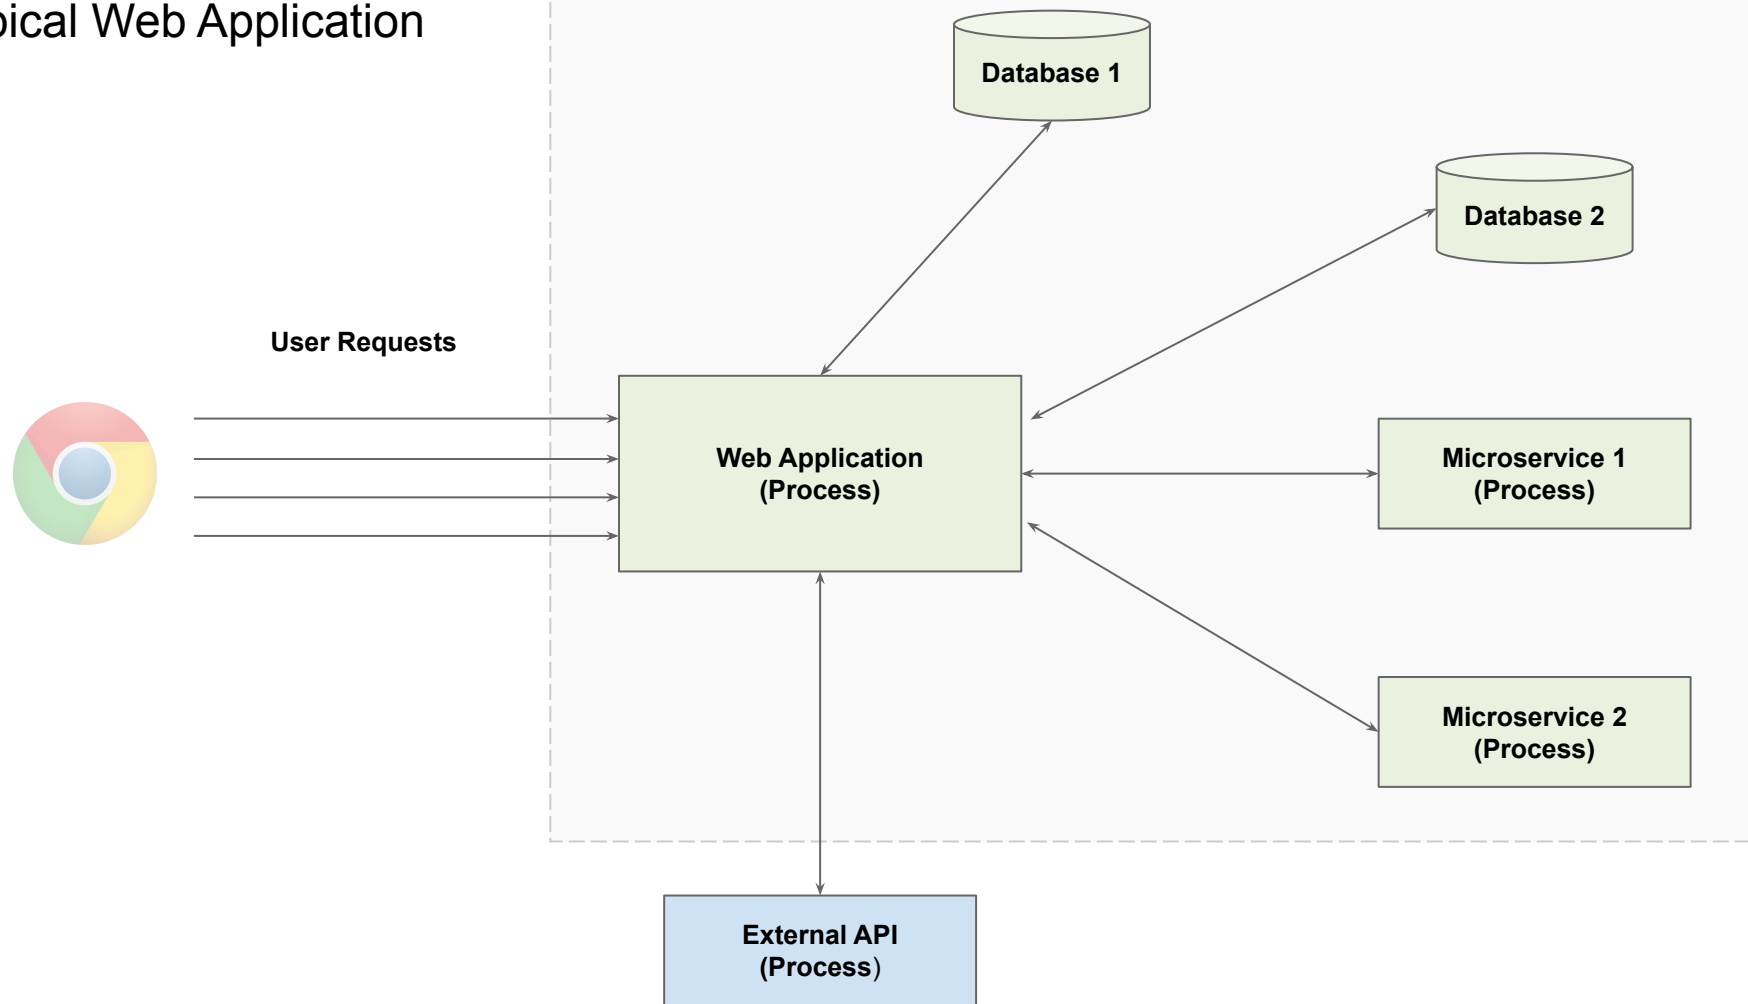 Web Application
Database 1
Database 2
User Requests
Web Application
(Process)
Microservice 1
(Process)
Microservice 2
(Process)
External API
(Process)